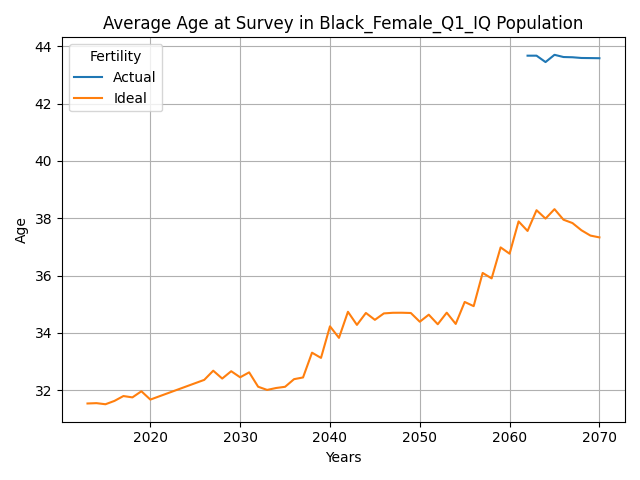 Average Age at Survey in Black_Female_Q1_IQ Population
Fertility
Actual
Ideal
Age
44
42
40
38
36
34
32
2020
2030
2040
2050
2060
2070
Years